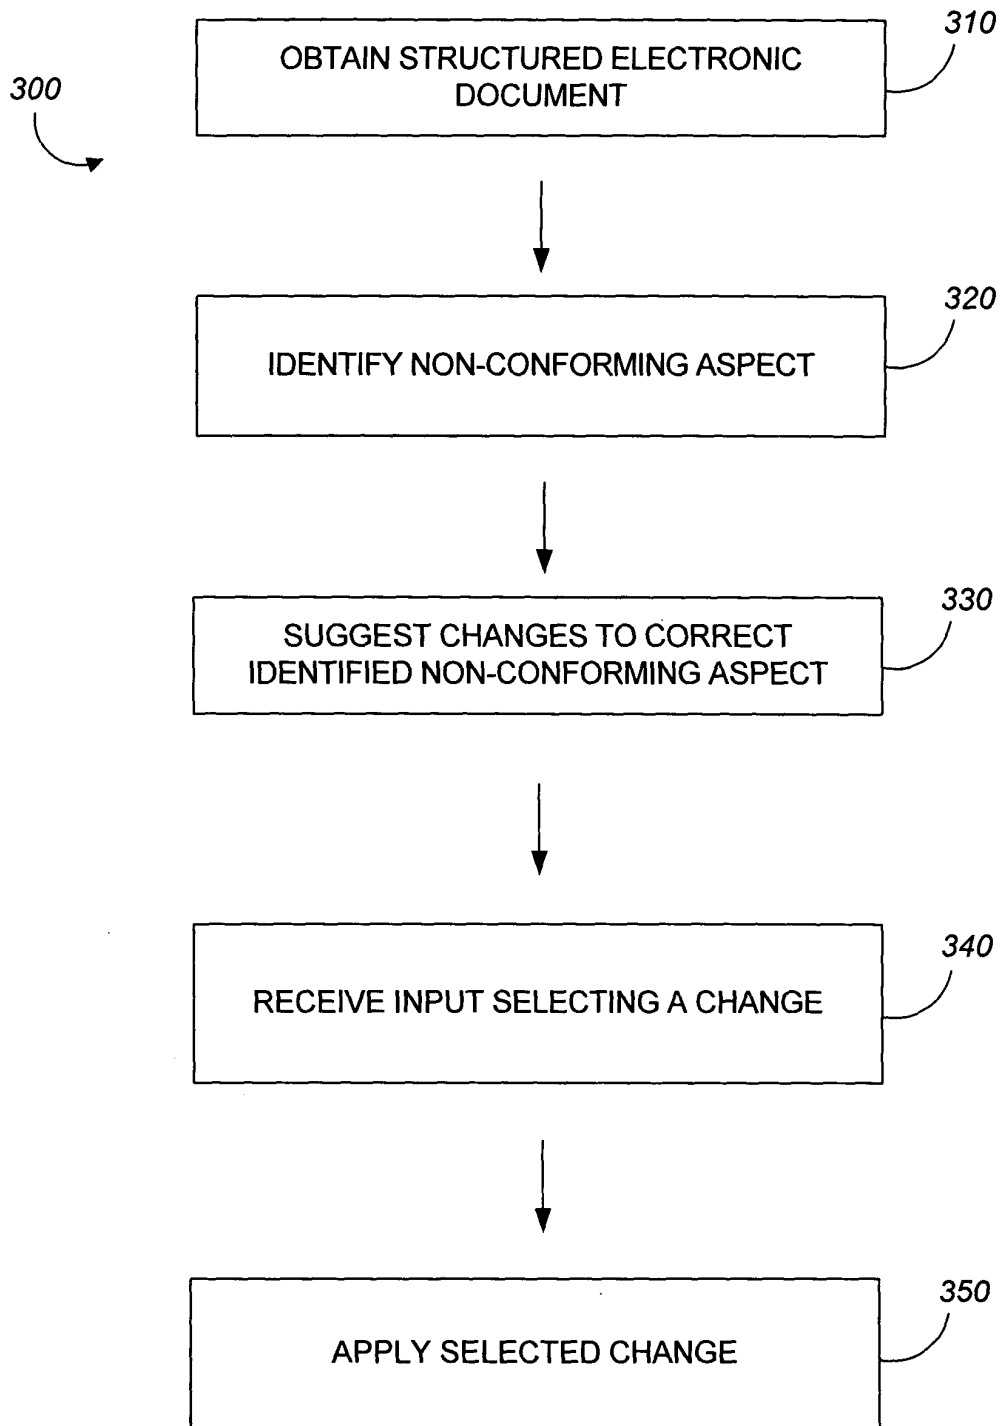 310
OBTAIN STRUCTURED ELECTRONIC
DOCUMENT
300
320
IDENTIFY NON-CONFORMING ASPECT
330
SUGGEST CHANGES TO CORRECT
IDENTIFIED NON-CONFORMING ASPECT
340
RECEIVE INPUT SELECTING A CHANGE
350
APPLY SELECTED CHANGE